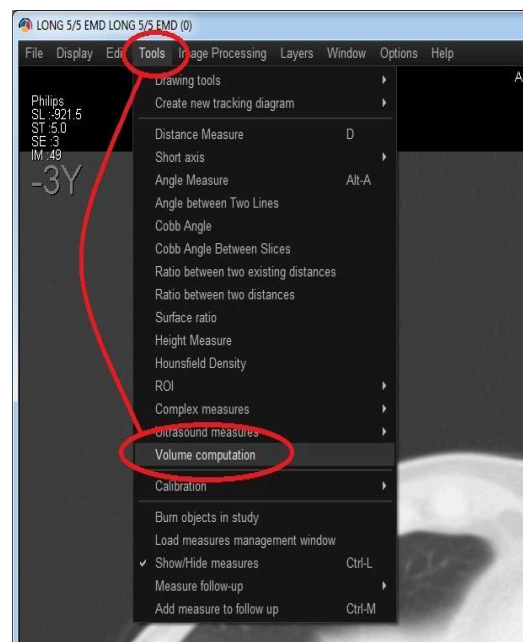 LONG 5/5 EMD LONG 5/5 EMD (0)
File Display Edit Tools Image Processing Layers Window Options Help
A
Philips
SL :-921.5
ST :5.0
SE :3
IM :49
-3Y
Drawing tools
Create new tracking diagram
Distance Measure D
Short axis
Angle Measure Alt-A
Angle between Two Lines
Cobb Angle
Cobb Angle Between Slices
Ratio between two existing distances
Ratio between two distances
Surface ratio
Height Measure
Hounsfield Density
ROI
Complex measures
Ultrasound measures
Volume computation
Calibration
Burn objects in study
Load measures management window
Show/Hide measures Ctrl-L
Measure follow-up
Add measure to follow up Ctrl-M